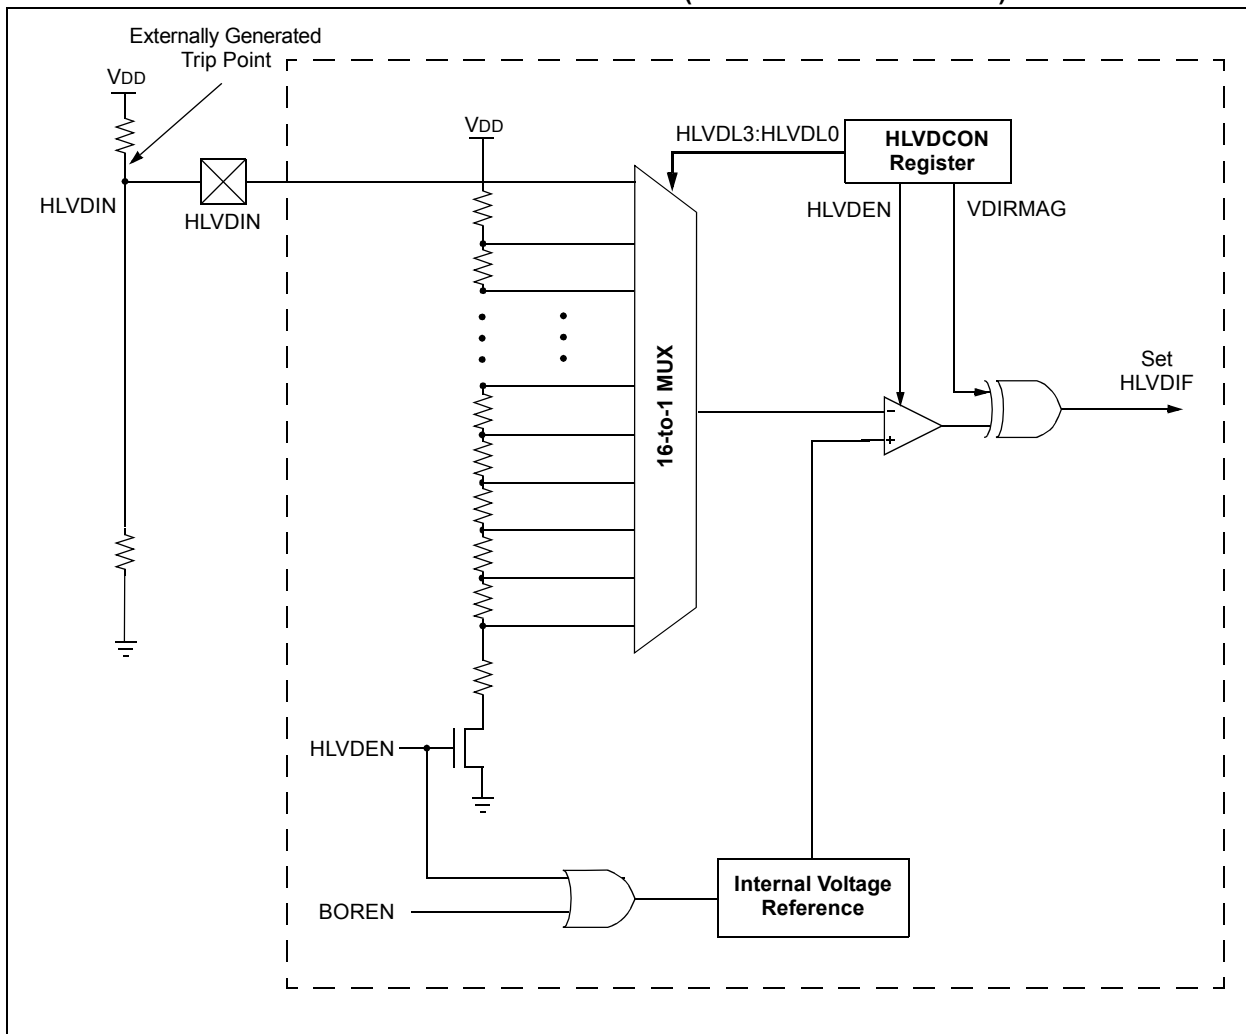 Externally Generated
Trip Point
VDD
VDD
HLVDL3:HLVDL0
HLVDCON
Register
HLVDIN
HLVDIN
HLVDEN
VDIRMAG
16-to-1 MUX
Set
HLVDIF
-
+
HLVDEN
BOREN
Internal Voltage
Reference